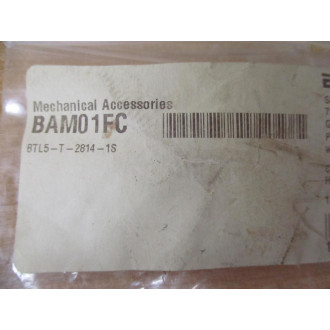 Mechanical Accessories
BAM01FC
BTL5-T-2814-1S